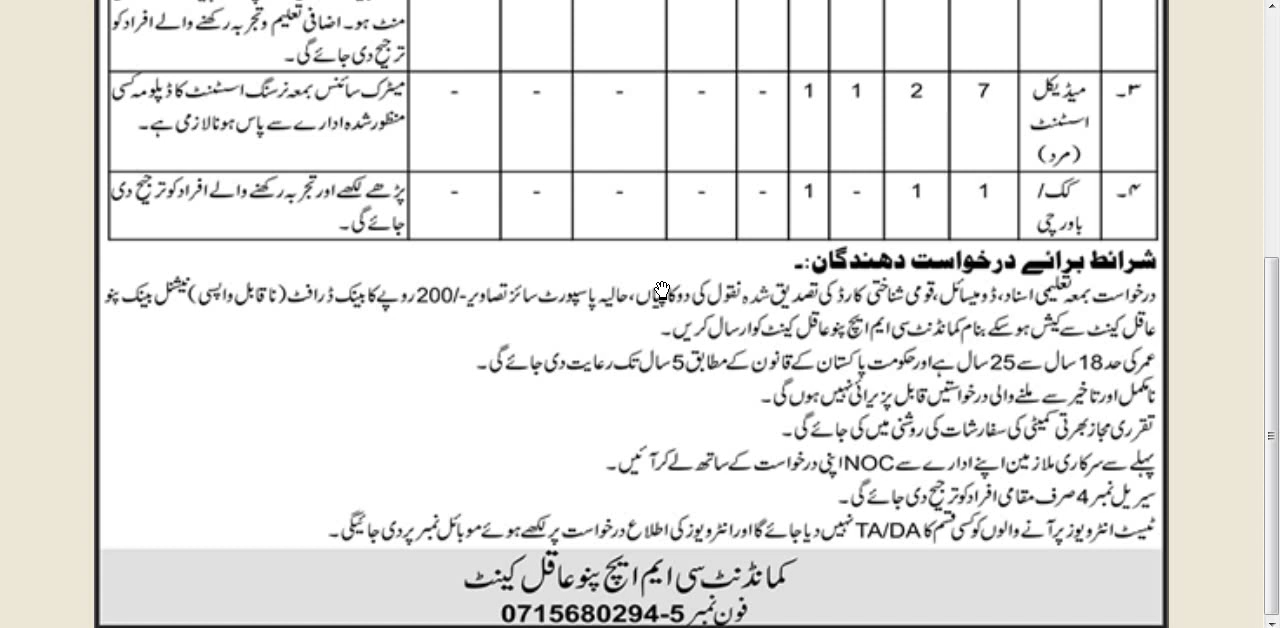 منٹ ہو۔ اضافی تعلیم وتجربہ رکھنے والے افراد کو
ترجیح دی جائے گی۔
۳۔ میڈیکل اسسٹنٹ (مرد) 7 2 1 1 - - - - - میٹرک سائنس بمعہ نرسنگ اسسٹنٹ کا ڈپلومہ کسی
منظور شدہ ادارے سے پاس ہونا لازمی ہے۔
۴۔ کک/ باورچی 1 1 - 1 - - - - - پڑھے لکھے اور تجربہ رکھنے والے افراد کو ترجیح دی
جائے گی۔
شرائط برائے درخواست دھندگان:۔
درخواست بمعہ تعلیمی اسناد، ڈومیسائل، قومی شناختی کارڈ کی تصدیق شدہ نقول کی دو کاپیاں، حالیہ پاسپورٹ سائز تصاویر -/200 روپے کا بینک ڈرافٹ (ناقابل واپسی) نیشنل بینک پنو
عاقل کینٹ سے کیش ہو سکے بنام کمانڈنٹ سی ایم ایچ پنو عاقل کینٹ کو ارسال کریں۔
عمر کی حد 18 سال سے 25 سال ہے اور حکومت پاکستان کے قانون کے مطابق 5 سال تک رعایت دی جائے گی۔
نامکمل اور تاخیر سے ملنے والی درخواستیں قابل پزیرائی نہیں ہوں گی۔
تقرری مجاز بھرتی کمیٹی کی سفارشات کی روشنی میں کی جائے گی۔
پہلے سے سرکاری ملازمین اپنے ادارے سے NOC اپنی درخواست کے ساتھ لے کر آئیں۔
سیریل نمبر 4 صرف مقامی افراد کو ترجیح دی جائے گی۔
ٹیسٹ انٹرویوز پر آنے والوں کو کسی قسم کا TA/DA نہیں دیا جائے گا اور انٹرویوز کی اطلاع درخواست پر لکھے ہوئے موبائل نمبر پر دی جائیگی۔
کمانڈنٹ سی ایم ایچ پنو عاقل کینٹ
فون نمبر 5-0715680294